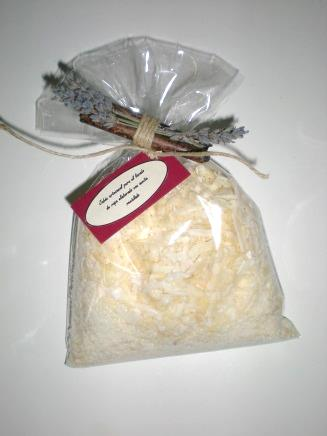 Jabón artesanal para el lavado
de ropa elaborado con aceite
reciclado